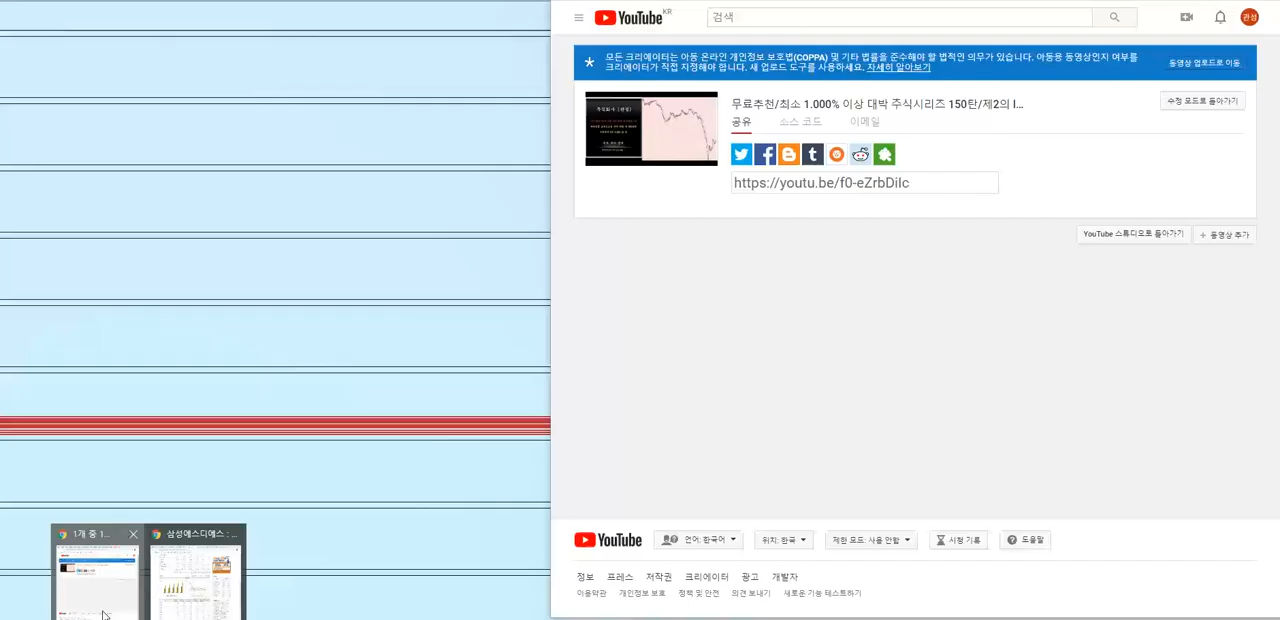 YouTube KR
검색
관섭
모든 크리에이터는 아동 온라인 개인정보 보호법(COPPA) 및 기타 법률을 준수해야 할 법적인 의무가 있습니다. 아동용 동영상인지 여부를
크리에이터가 직접 지정해야 합니다. 새 업로드 도구를 사용하세요. 자세히 알아보기
동영상 업로드로 이동
무료추천/최소 1.000% 이상 대박 주식시리즈 150탄/제2의 I...
수정 모드로 돌아가기
공유 소스 코드 이메일
https://youtu.be/f0-eZrbDiIc
YouTube 스튜디오로 돌아가기
+ 동영상 추가
1개 중 1...
삼성에스디에스 : ...
YouTube
언어: 한국어
위치: 한국
제한 모드: 사용 안함
시청 기록
도움말
정보 프레스 저작권 크리에이터 광고 개발자
이용약관 개인정보 보호 정책 및 안전 의견 보내기 새로운 기능 테스트하기